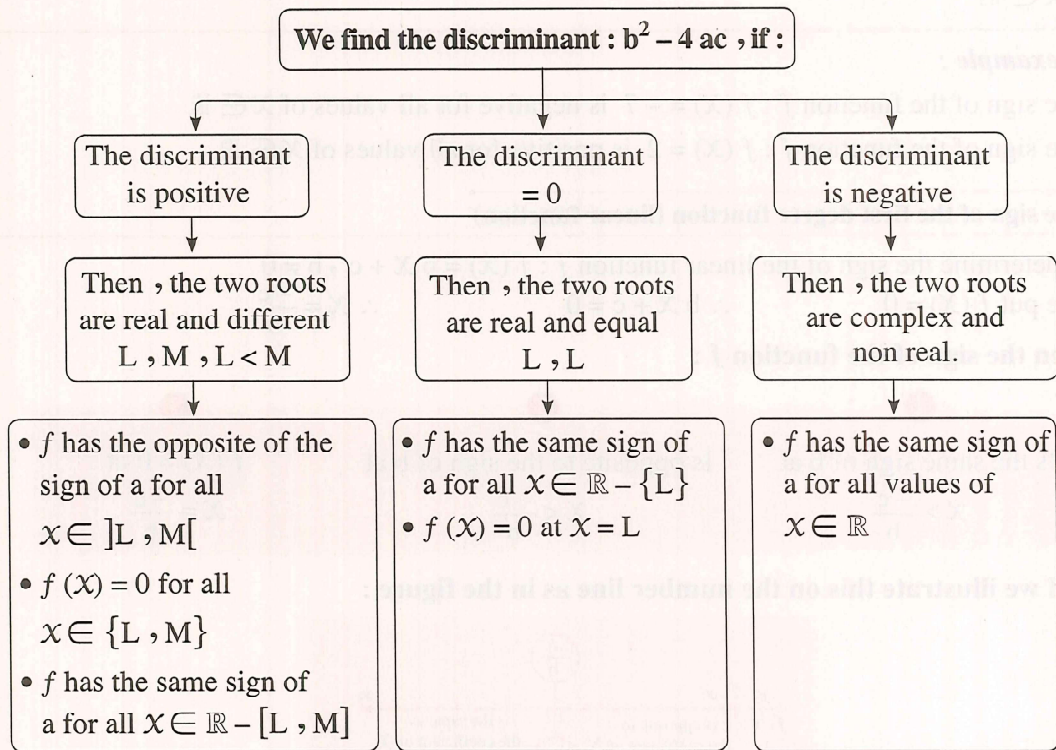 We find the discriminant : b² – 4 ac , if :
The discriminant
is positive
Then , the two roots
are real and different
L , M , L < M
• f has the opposite of the
sign of a for all
x ∈ ]L , M[
• f (x) = 0 for all
x ∈ {L , M}
• f has the same sign of
a for all x ∈ ℝ – [L , M]
The discriminant
= 0
Then , the two roots
are real and equal
L , L
• f has the same sign of
a for all x ∈ ℝ – {L}
• f (x) = 0 at x = L
The discriminant
is negative
Then , the two roots
are complex and
non real.
• f has the same sign of
a for all values of
x ∈ ℝ